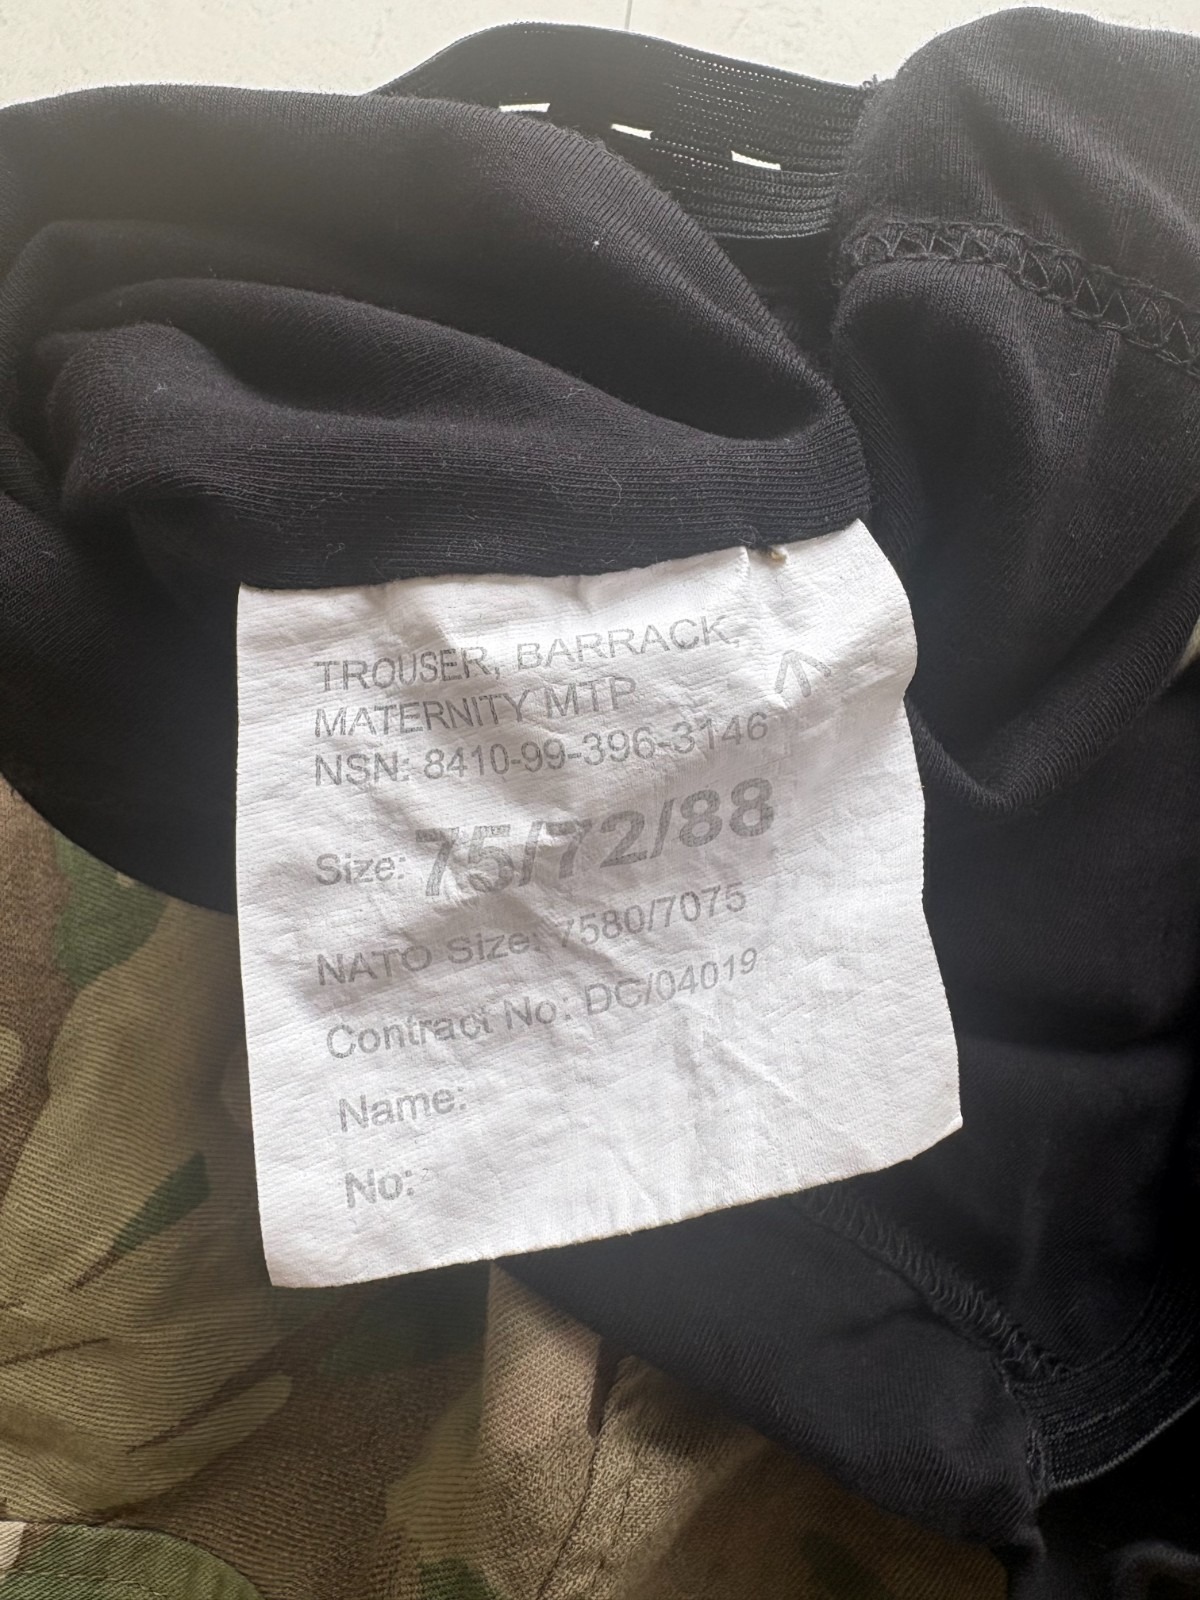 TROUSER, BARRACK,
MATERNITY MTP
NSN: 8410-99-396-3146
Size: 75/72/88
NATO Size: 7580/7075
Contract No: DC/04019
Name:
No: